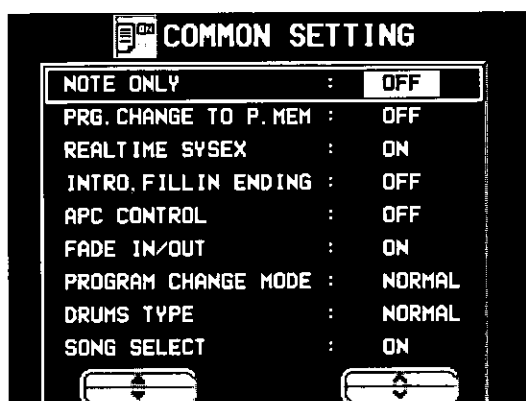 COMMON SETTING
NOTE ONLY : OFF
PRG.CHANGE TO P.MEM : OFF
REALTIME SYSEX : ON
INTRO,FILLIN ENDING : OFF
APC CONTROL : OFF
FADE IN/OUT : ON
PROGRAM CHANGE MODE : NORMAL
DRUMS TYPE : NORMAL
SONG SELECT : ON